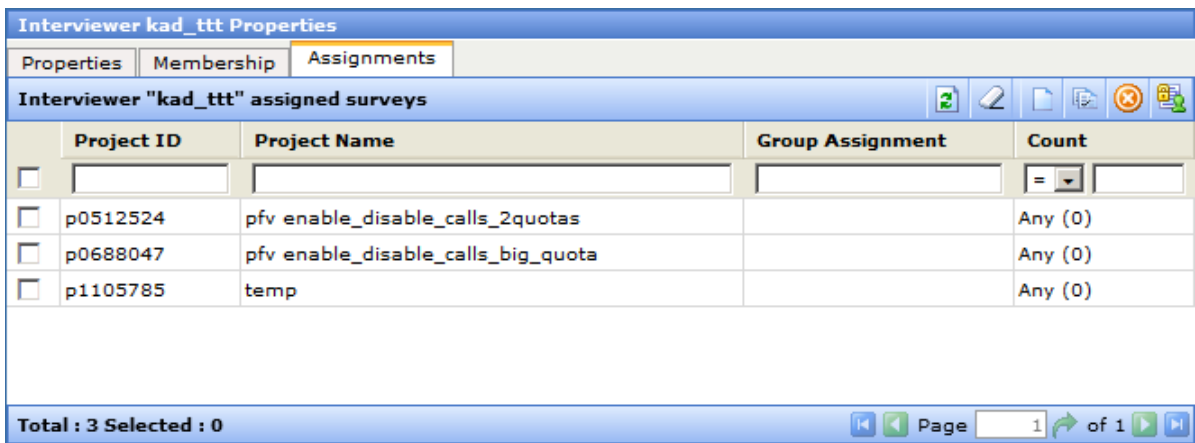 Interviewer kad_ttt Properties
Properties Membership Assignments
Interviewer "kad_ttt" assigned surveys
Project ID Project Name Group Assignment Count
=
p0512524 pfv enable_disable_calls_2quotas Any (0)
p0688047 pfv enable_disable_calls_big_quota Any (0)
p1105785 temp Any (0)
Total : 3 Selected : 0 Page 1 of 1